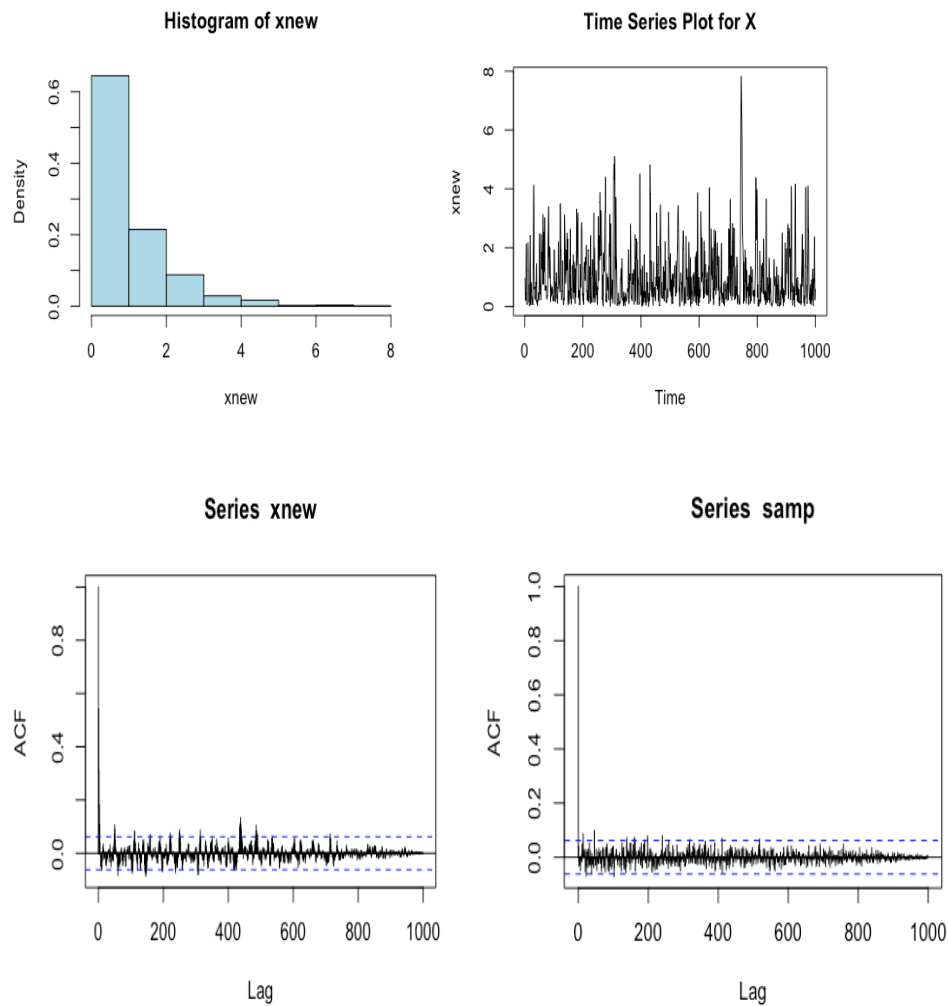 Histogram of xnew
Density
0.0 0.2 0.4 0.6
0 2 4 6 8
xnew
Time Series Plot for X
xnew
0 2 4 6 8
0 200 400 600 800 1000
Time
Series xnew
ACF
0.0 0.4 0.8
0 200 400 600 800 1000
Lag
Series samp
ACF
0.0 0.2 0.4 0.6 0.8 1.0
0 200 400 600 800 1000
Lag